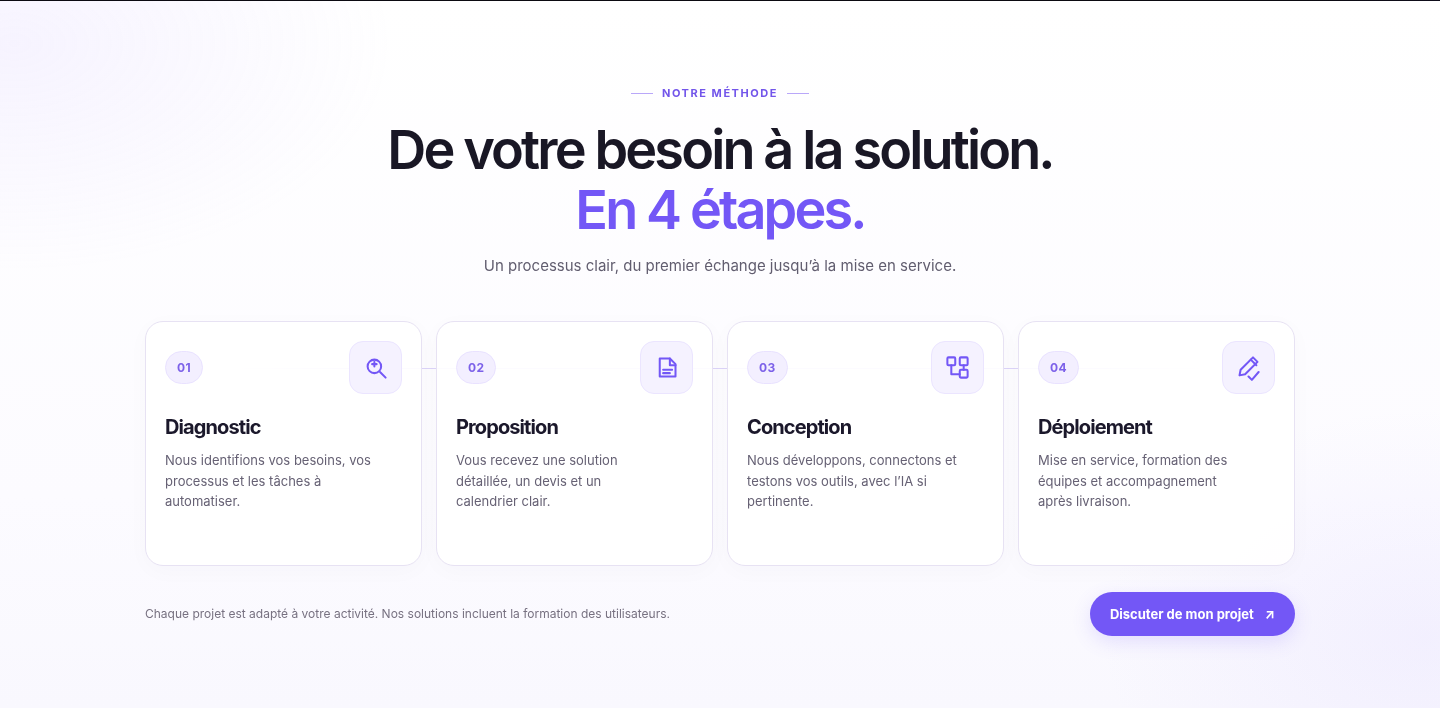 NOTRE MÉTHODE
De votre besoin à la solution.
En 4 étapes.
Un processus clair, du premier échange jusqu’à la mise en service.
01
Diagnostic
Nous identifions vos besoins, vos
processus et les tâches à
automatiser.
02
Proposition
Vous recevez une solution
détaillée, un devis et un
calendrier clair.
03
Conception
Nous développons, connectons et
testons vos outils, avec l’IA si
pertinente.
04
Déploiement
Mise en service, formation des
équipes et accompagnement
après livraison.
Chaque projet est adapté à votre activité. Nos solutions incluent la formation des utilisateurs.
Discuter de mon projet